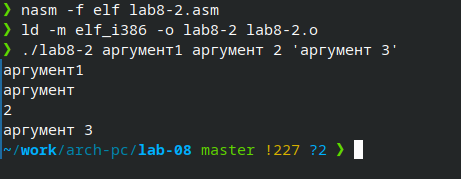 ❯ nasm -f elf lab8-2.asm
❯ ld -m elf_i386 -o lab8-2 lab8-2.o
❯ ./lab8-2 аргумент1 аргумент 2 'аргумент 3'
аргумент1
аргумент
2
аргумент 3
~/work/arch-pc/lab-08 master !227 ?2 ❯